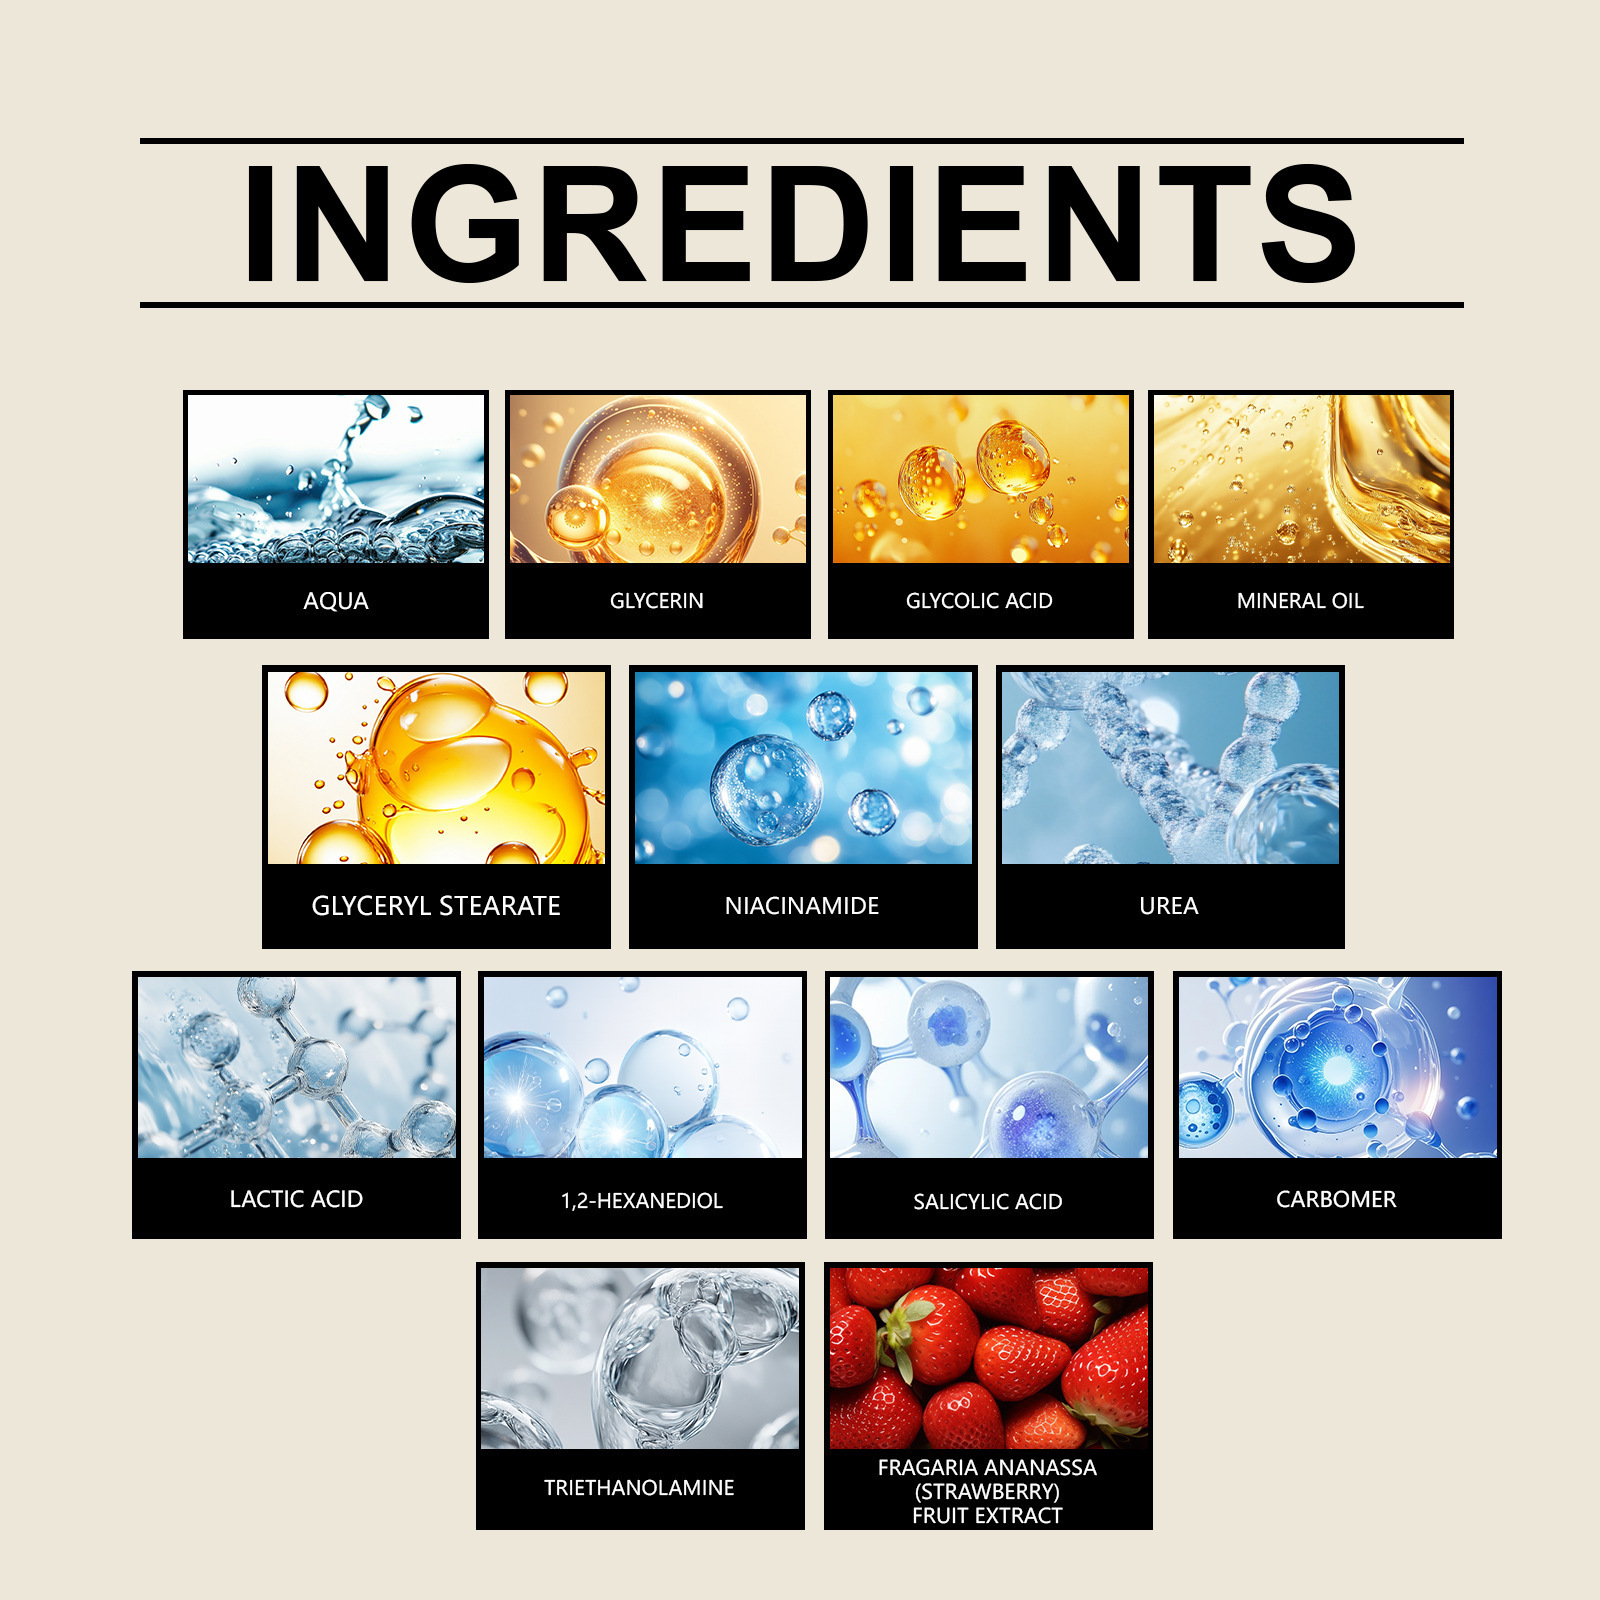 INGREDIENTS
AQUA
GLYCERIN
GLYCOLIC ACID
MINERAL OIL
GLYCERYL STEARATE
NIACINAMIDE
UREA
LACTIC ACID
1,2-HEXANEDIOL
SALICYLIC ACID
CARBOMER
TRIETHANOLAMINE
FRAGARIA ANANASSA
(STRAWBERRY)
FRUIT EXTRACT